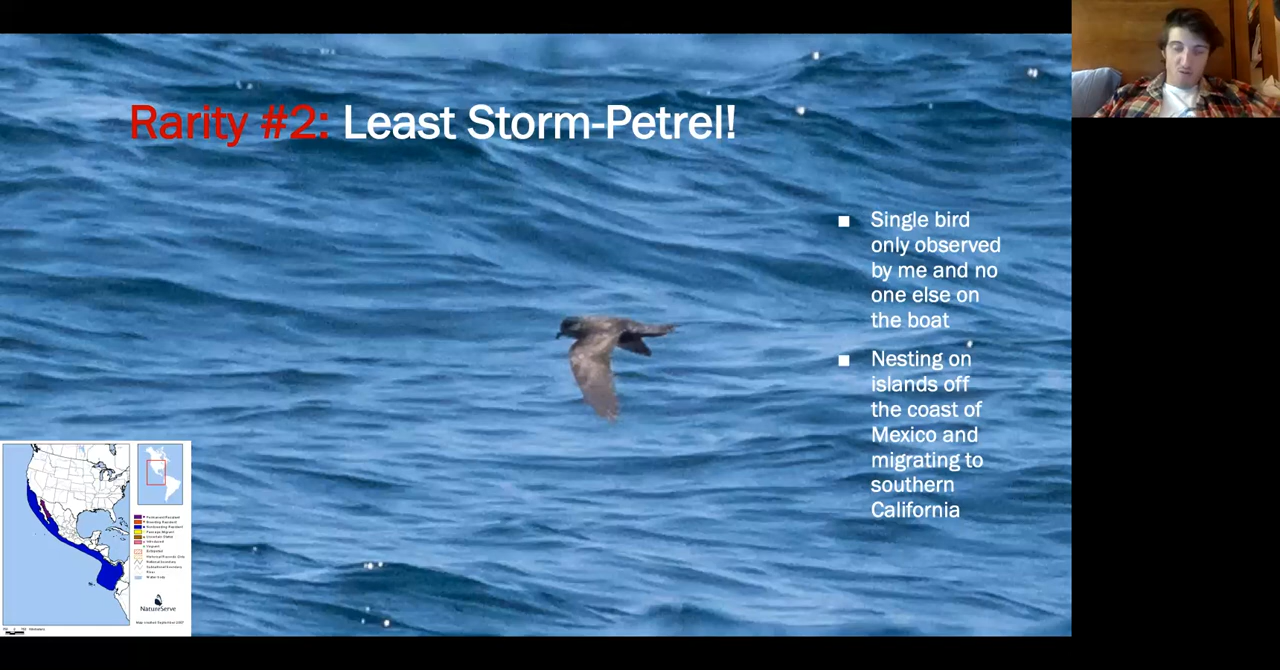 Rarity #2: Least Storm-Petrel!
Single bird
only observed
by me and no
one else on
the boat
Nesting on
islands off
the coast of
Mexico and
migrating to
southern
California
NatureServe